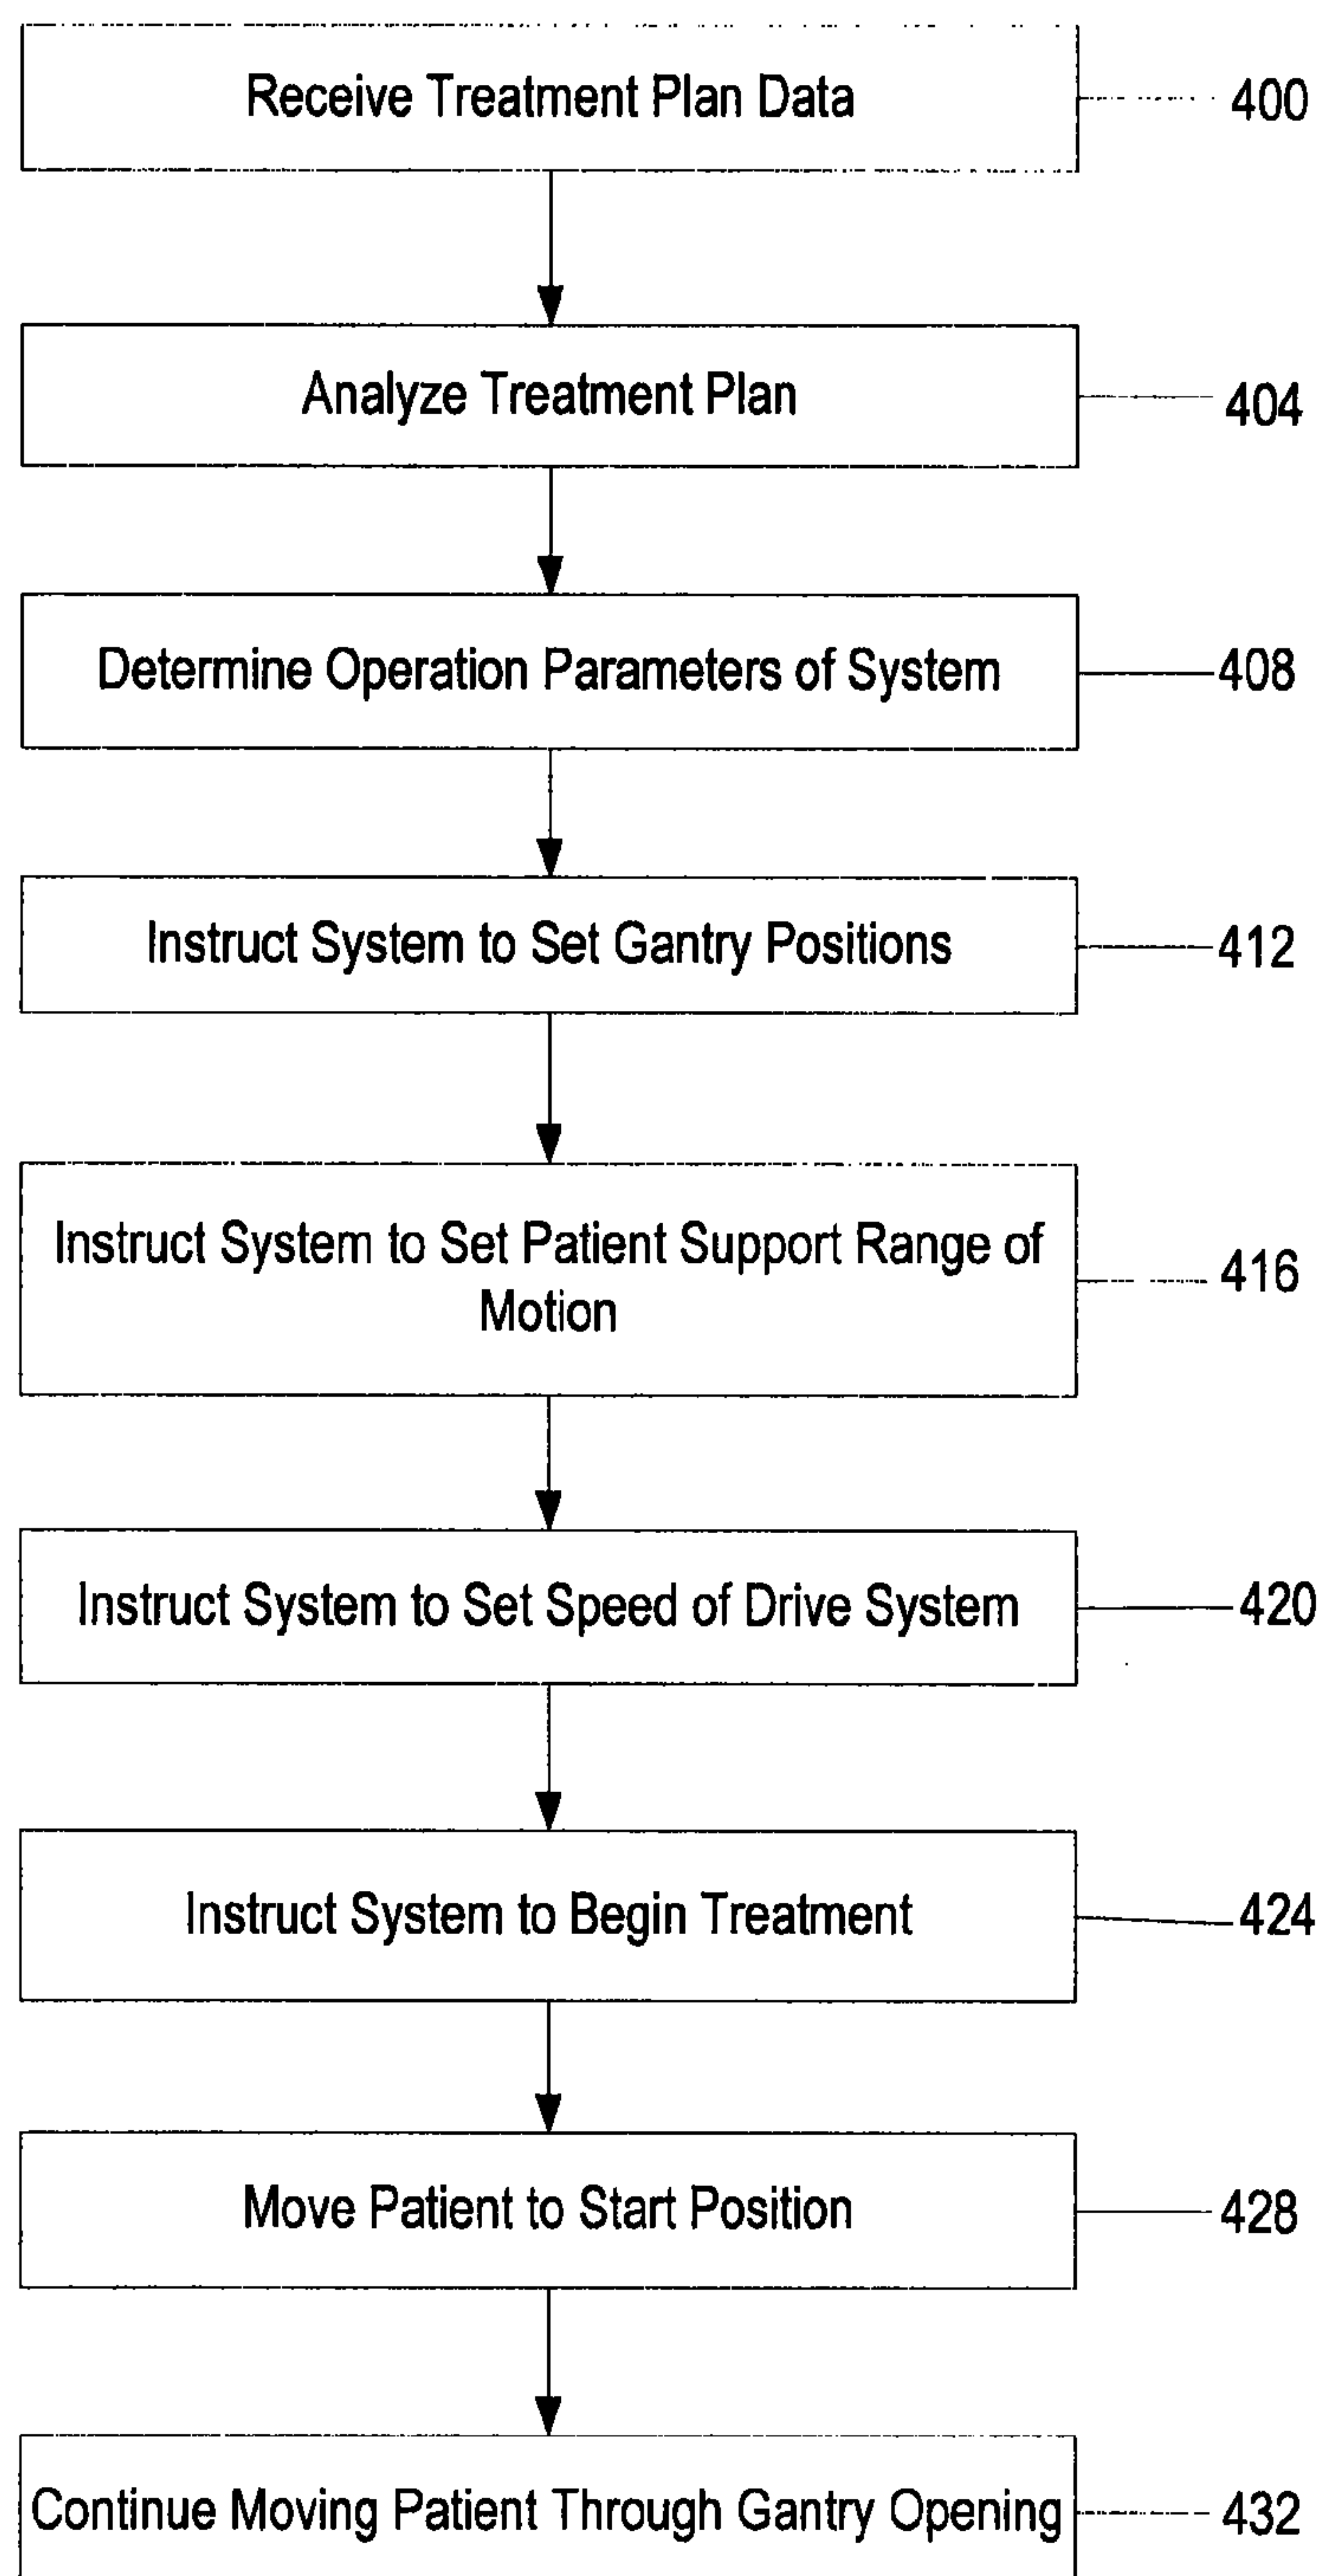 Receive Treatment Plan Data
400
Analyze Treatment Plan
404
Determine Operation Parameters of System
408
Instruct System to Set Gantry Positions
412
Instruct System to Set Patient Support Range of
Motion
416
Instruct System to Set Speed of Drive System
420
Instruct System to Begin Treatment
424
Move Patient to Start Position
428
Continue Moving Patient Through Gantry Opening
432